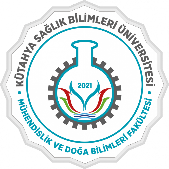 KÜTAHYA SAĞLIK BİLİMLERİ ÜNİVERSİTESİ
2021
• MÜHENDİSLİK VE DOĞA BİLİMLERİ FAKÜLTESİ •